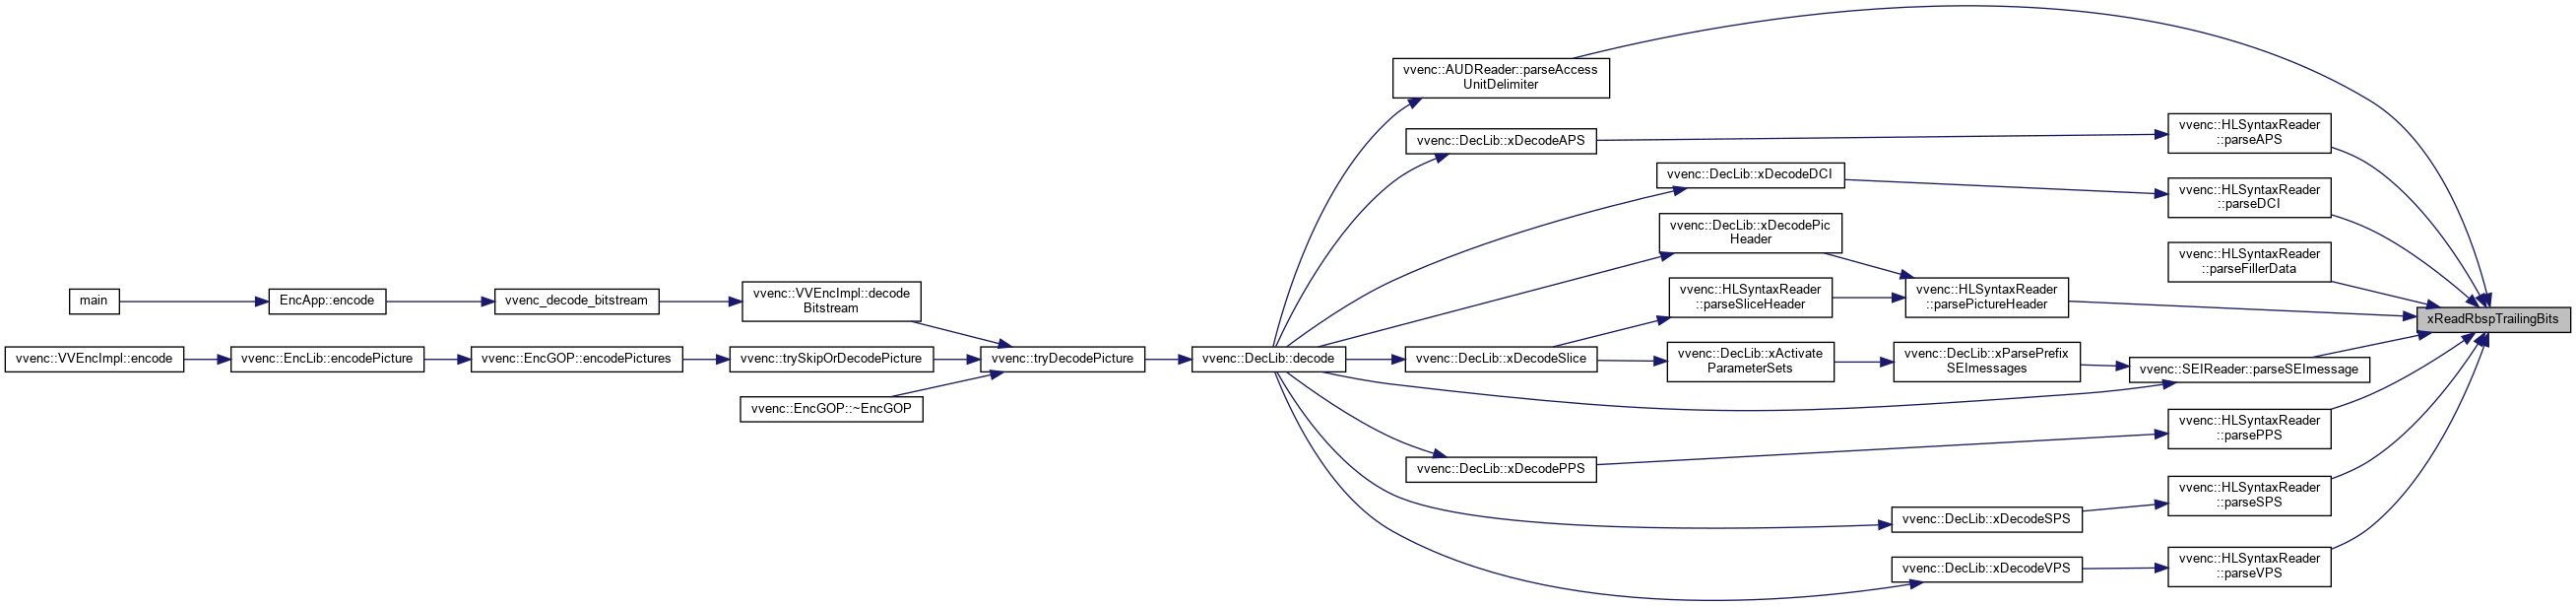 main
vvenc::VVEncImpl::encode
EncApp::encode
vvenc::EncLib::encodePicture
vvenc_decode_bitstream
vvenc::EncGOP::encodePictures
vvenc::VVEncImpl::decode
Bitstream
vvenc::trySkipOrDecodePicture
vvenc::EncGOP::~EncGOP
vvenc::tryDecodePicture
vvenc::DecLib::decode
vvenc::AUDReader::parseAccess
UnitDelimiter
vvenc::DecLib::xDecodeAPS
vvenc::DecLib::xDecodeDCI
vvenc::DecLib::xDecodePic
Header
vvenc::HLSyntaxReader
::parseSliceHeader
vvenc::DecLib::xDecodeSlice
vvenc::DecLib::xActivate
ParameterSets
vvenc::DecLib::xDecodePPS
vvenc::HLSyntaxReader
::parsePictureHeader
vvenc::DecLib::xParsePrefix
SEImessages
vvenc::DecLib::xDecodeSPS
vvenc::DecLib::xDecodeVPS
vvenc::HLSyntaxReader
::parseAPS
vvenc::HLSyntaxReader
::parseDCI
vvenc::HLSyntaxReader
::parseFillerData
vvenc::SEIReader::parseSEImessage
vvenc::HLSyntaxReader
::parsePPS
vvenc::HLSyntaxReader
::parseSPS
vvenc::HLSyntaxReader
::parseVPS
xReadRbspTrailingBits